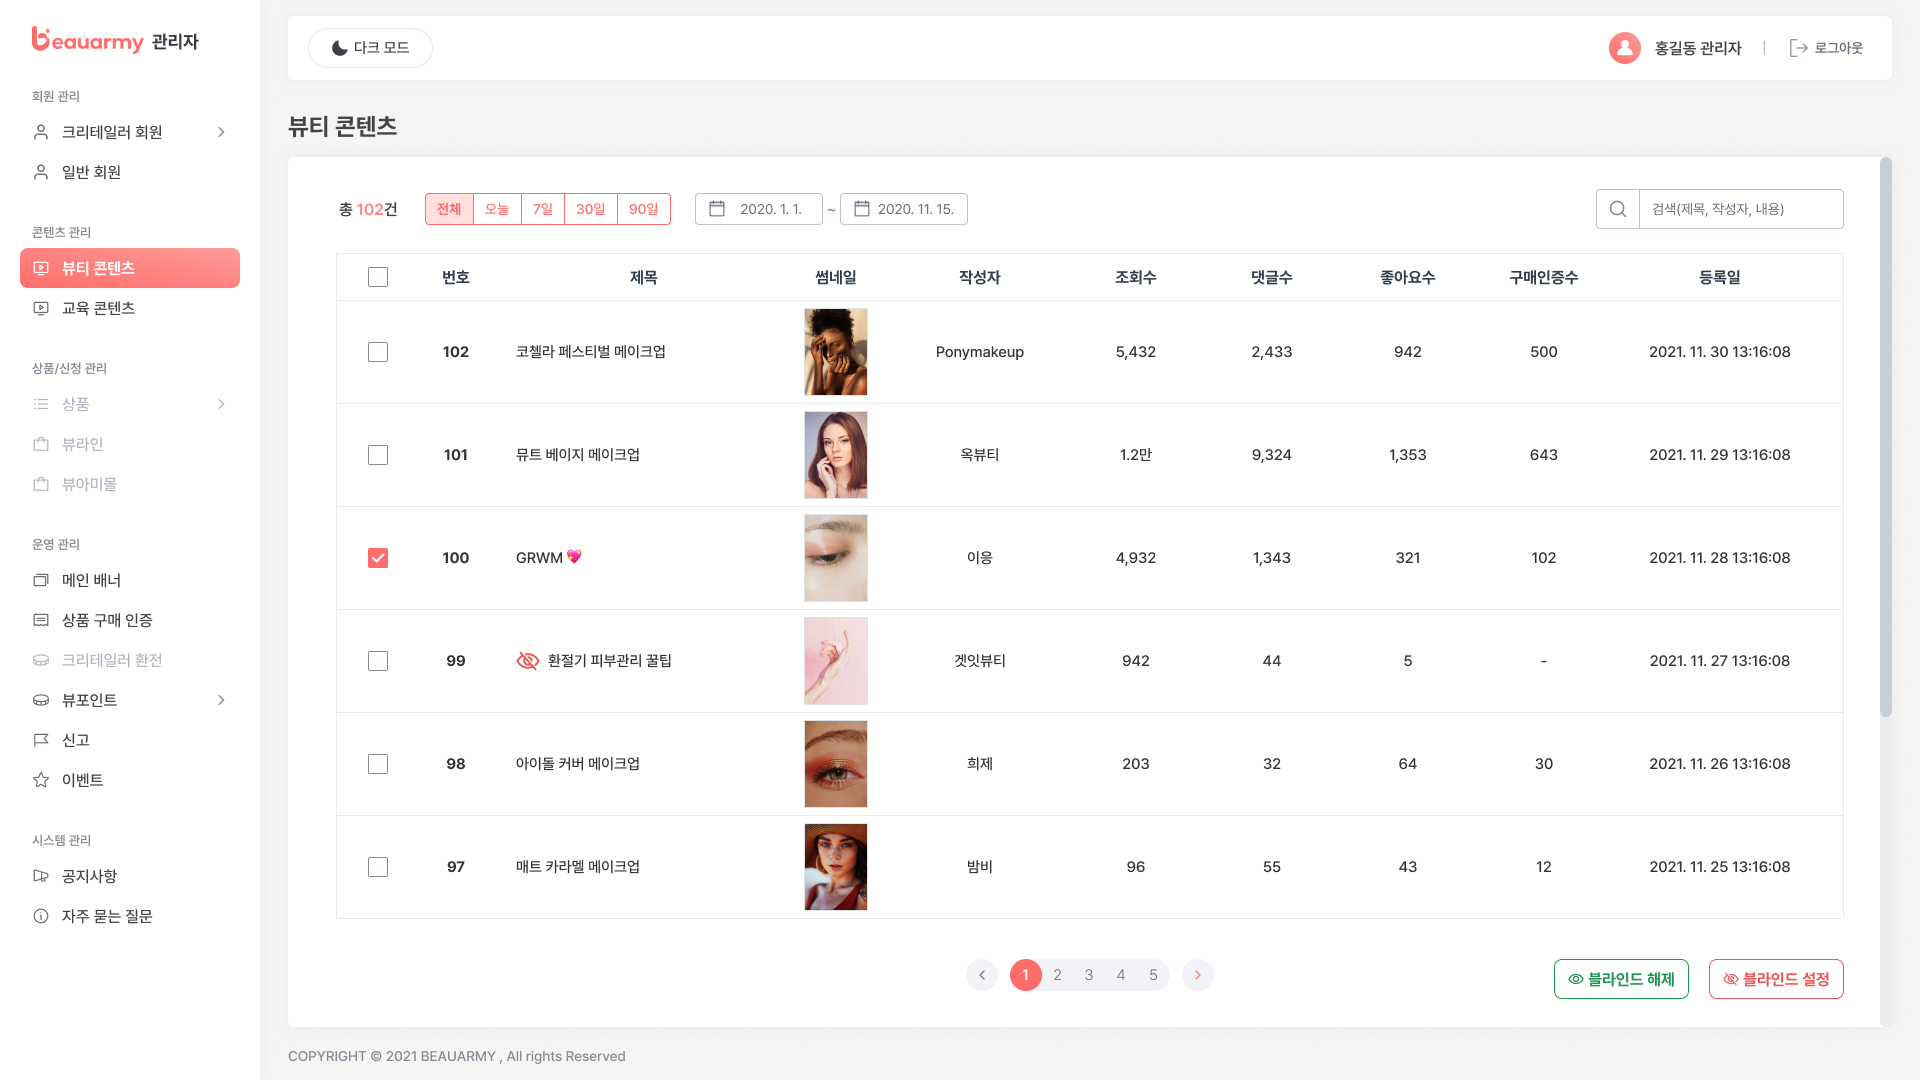 beauarmy 관리자
회원 관리
크리테일러 회원
일반 회원
콘텐츠 관리
뷰티 콘텐츠
교육 콘텐츠
상품/신청 관리
상품
뷰라인
뷰아미몰
운영 관리
메인 배너
상품 구매 인증
크리테일러 환전
뷰포인트
신고
이벤트
시스템 관리
공지사항
자주 묻는 질문
다크 모드
홍길동 관리자 | 로그아웃
뷰티 콘텐츠
총 102건 전체 오늘 7일 30일 90일 2020. 1. 1. ~ 2020. 11. 15. 검색(제목, 작성자, 내용)
번호 제목 썸네일 작성자 조회수 댓글수 좋아요수 구매인증수 등록일
102 코첼라 페스티벌 메이크업 Ponymakeup 5,432 2,433 942 500 2021. 11. 30 13:16:08
101 뮤트 베이지 메이크업 옥뷰티 1.2만 9,324 1,353 643 2021. 11. 29 13:16:08
100 GRWM 💖 이응 4,932 1,343 321 102 2021. 11. 28 13:16:08
99 환절기 피부관리 꿀팁 겟잇뷰티 942 44 5 - 2021. 11. 27 13:16:08
98 아이돌 커버 메이크업 희제 203 32 64 30 2021. 11. 26 13:16:08
97 매트 카라멜 메이크업 밤비 96 55 43 12 2021. 11. 25 13:16:08
1 2 3 4 5
블라인드 해제 블라인드 설정
COPYRIGHT © 2021 BEAUARMY , All rights Reserved